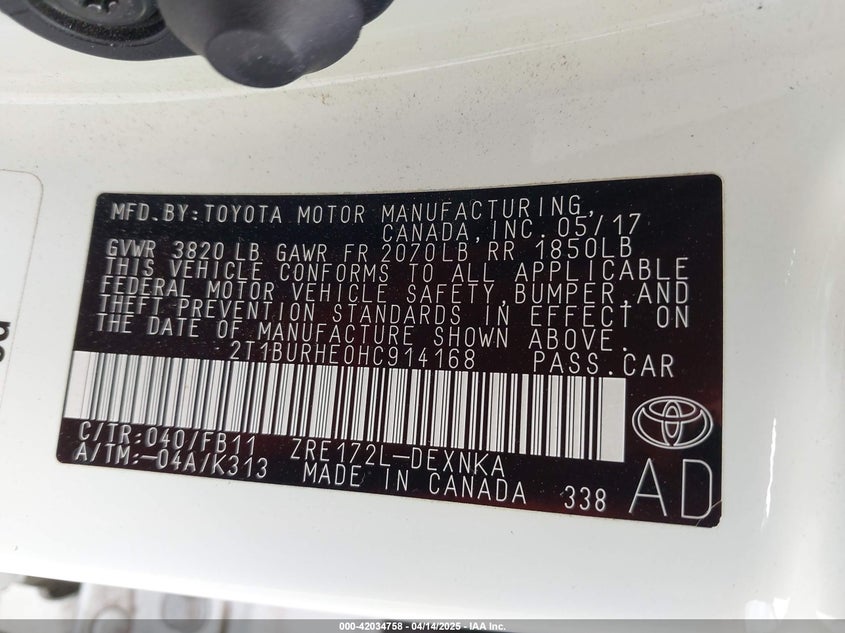 MFD.BY:TOYOTA MOTOR MANUFACTURING,
CANADA,INC.05/17
GVWR 3820 LB GAWR FR 2070LB RR 1850LB
THIS VEHICLE CONFORMS TO ALL APPLICABLE
FEDERAL MOTOR VEHICLE SAFETY,BUMPER,AND
THEFT PREVENTION STANDARDS IN EFFECT ON
THE DATE OF MANUFACTURE SHOWN ABOVE.
2T1BURHE0HC914168 PASS.CAR
C/TR:040/FB11 ZRE172L-DEXNKA
A/TM:-04A/K313 MADE IN CANADA 338 AD
000-42034758 - 04/14/2025 - IAA Inc.